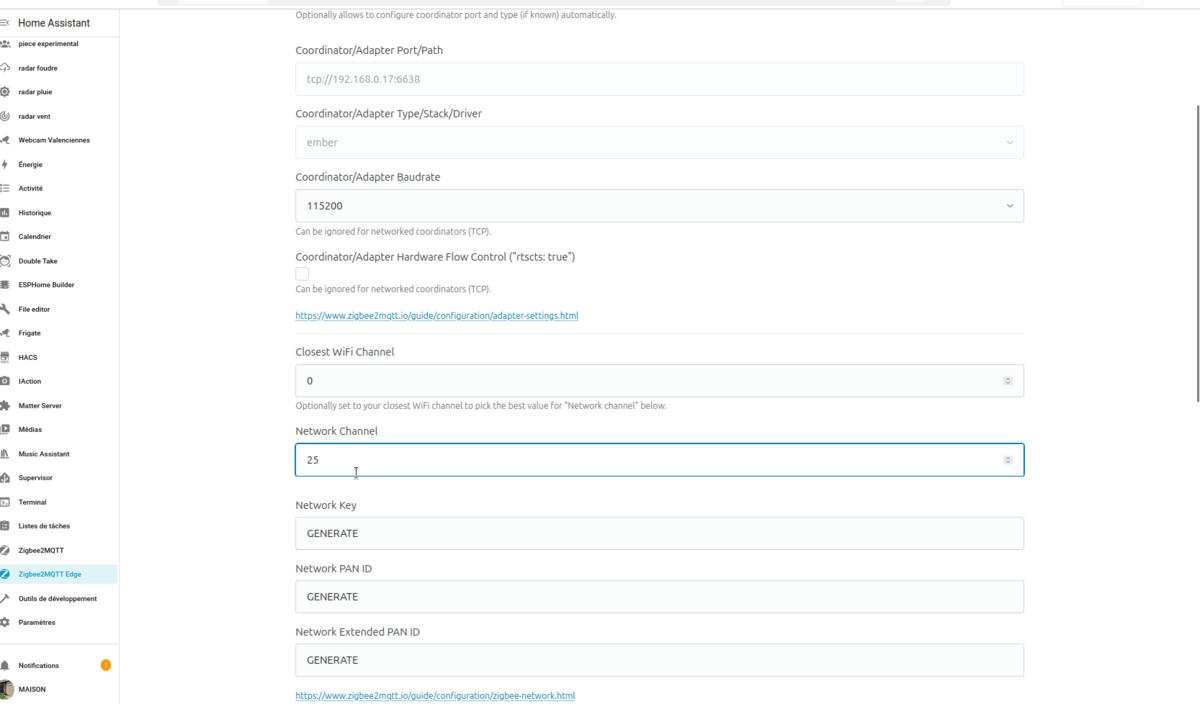 Home Assistant
piece experimental
radar foudre
radar pluie
radar vent
Webcam Valenciennes
Énergie
Activité
Historique
Calendrier
Double Take
ESPHome Builder
File editor
Frigate
HACS
IAction
Matter Server
Médias
Music Assistant
Supervisor
Terminal
Listes de tâches
Zigbee2MQTT
Zigbee2MQTT Edge
Outils de développement
Paramètres
Notifications
1
MAISON
Optionally allows to configure coordinator port and type (if known) automatically.
Coordinator/Adapter Port/Path
tcp://192.168.0.17:6638
Coordinator/Adapter Type/Stack/Driver
ember
Coordinator/Adapter Baudrate
115200
Can be ignored for networked coordinators (TCP).
Coordinator/Adapter Hardware Flow Control ("rtscts: true")
Can be ignored for networked coordinators (TCP).
https://www.zigbee2mqtt.io/guide/configuration/adapter-settings.html
Closest WiFi Channel
0
Optionally set to your closest WiFi channel to pick the best value for "Network channel" below.
Network Channel
25
Network Key
GENERATE
Network PAN ID
GENERATE
Network Extended PAN ID
GENERATE
https://www.zigbee2mqtt.io/guide/configuration/zigbee-network.html